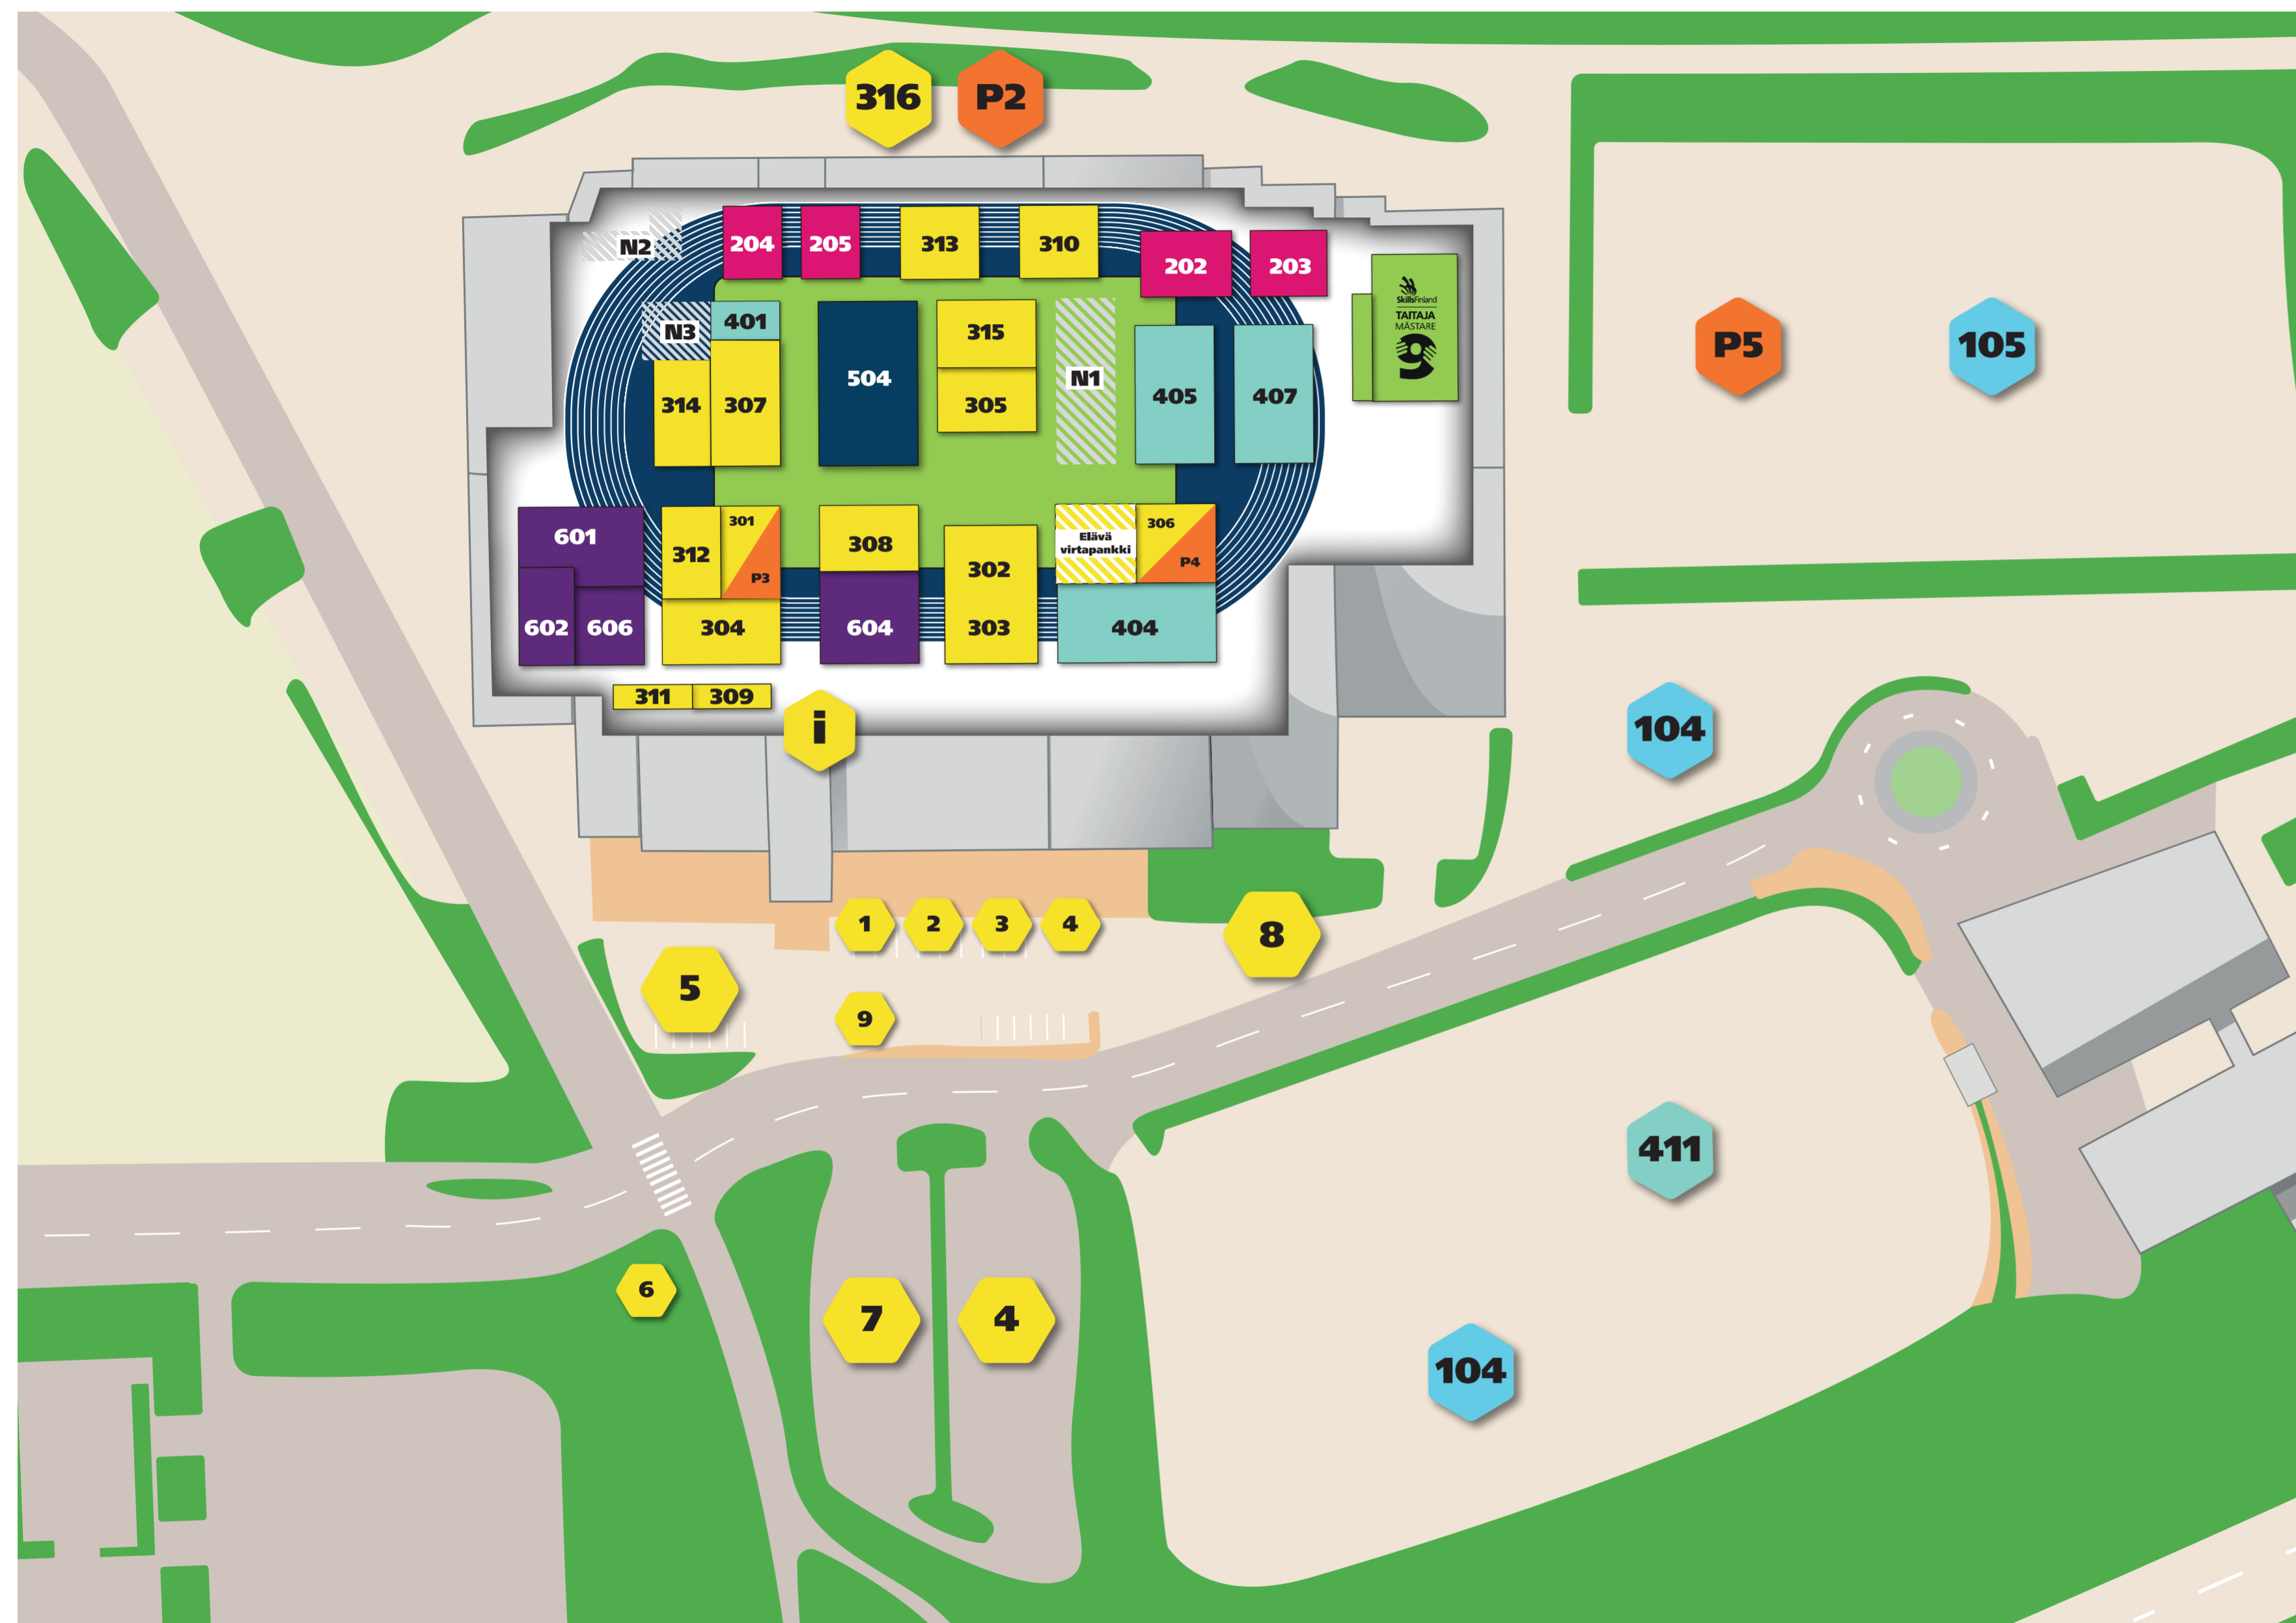 316 P2
N2 204 205 313 310 202 203
SkillsFinland
TAITAJA
MÄSTARE
9
N3 401 504 315 N1 405 407
314 307 305
P5 105
601 312 301 P3 308 302 Elävä
virtapankki 306 P4
602 606 304 604 303 404
311 309 i
104
1 2 3 4 8
5 9
411
6 7 4
104